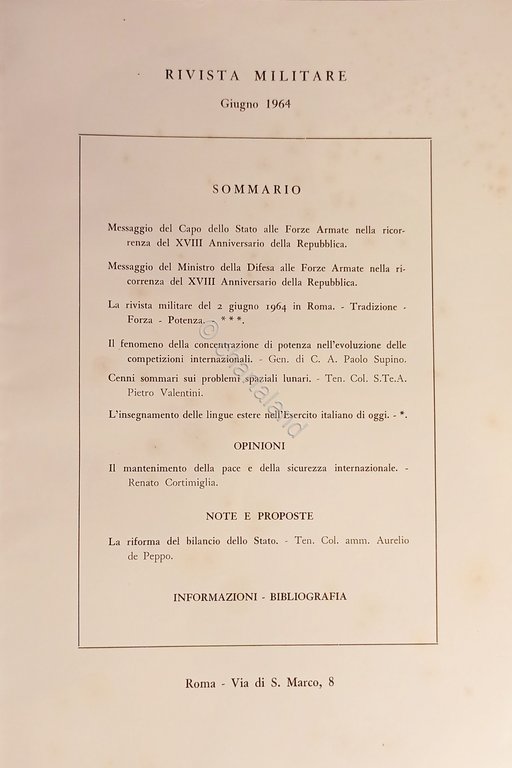 RIVISTA MILITARE
Giugno 1964
SOMMARIO
Messaggio del Capo dello Stato alle Forze Armate nella ricor-
renza del XVIII Anniversario della Repubblica.
Messaggio del Ministro della Difesa alle Forze Armate nella ri-
correnza del XVIII Anniversario della Repubblica.
La rivista militare del 2 giugno 1964 in Roma. - Tradizione -
Forza - Potenza. - * * *.
Il fenomeno della concentrazione di potenza nell'evoluzione delle
competizioni internazionali. - Gen. di C. A. Paolo Supino.
Cenni sommari sui problemi spaziali lunari. - Ten. Col. S.Te.A.
Pietro Valentini.
L'insegnamento delle lingue estere nell'Esercito italiano di oggi. - *.
OPINIONI
Il mantenimento della pace e della sicurezza internazionale. -
Renato Cortimiglia.
NOTE E PROPOSTE
La riforma del bilancio dello Stato. - Ten. Col. amm. Aurelio
de Peppo.
INFORMAZIONI - BIBLIOGRAFIA
Roma - Via di S. Marco, 8
© Chartaland